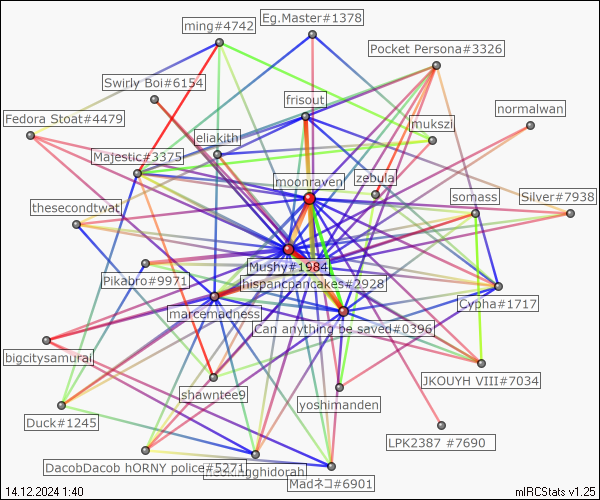 Eg.Master#1378
ming#4742
Pocket Persona#3326
Swirly Boi#6154
frisout
normalwan
Fedora Stoat#4479
mukszi
eliakith
Majestic#3375
moonraven
zebula
somass
Silver#7938
thesecondtwat
Mushy#1984
Pikabro#9971
hispancpancakes#2928
Cypha#1717
marcemadness
Can anything be saved#0396
bigcitysamurai
JKOUYH VIII#7034
shawntee9
yoshimanden
Duck#1245
LPK2387 #7690
DacobDacob hORNY police#5271
kingghidorah
Madネコ#6901
14.12.2024 1:40
mIRCStats v1.25